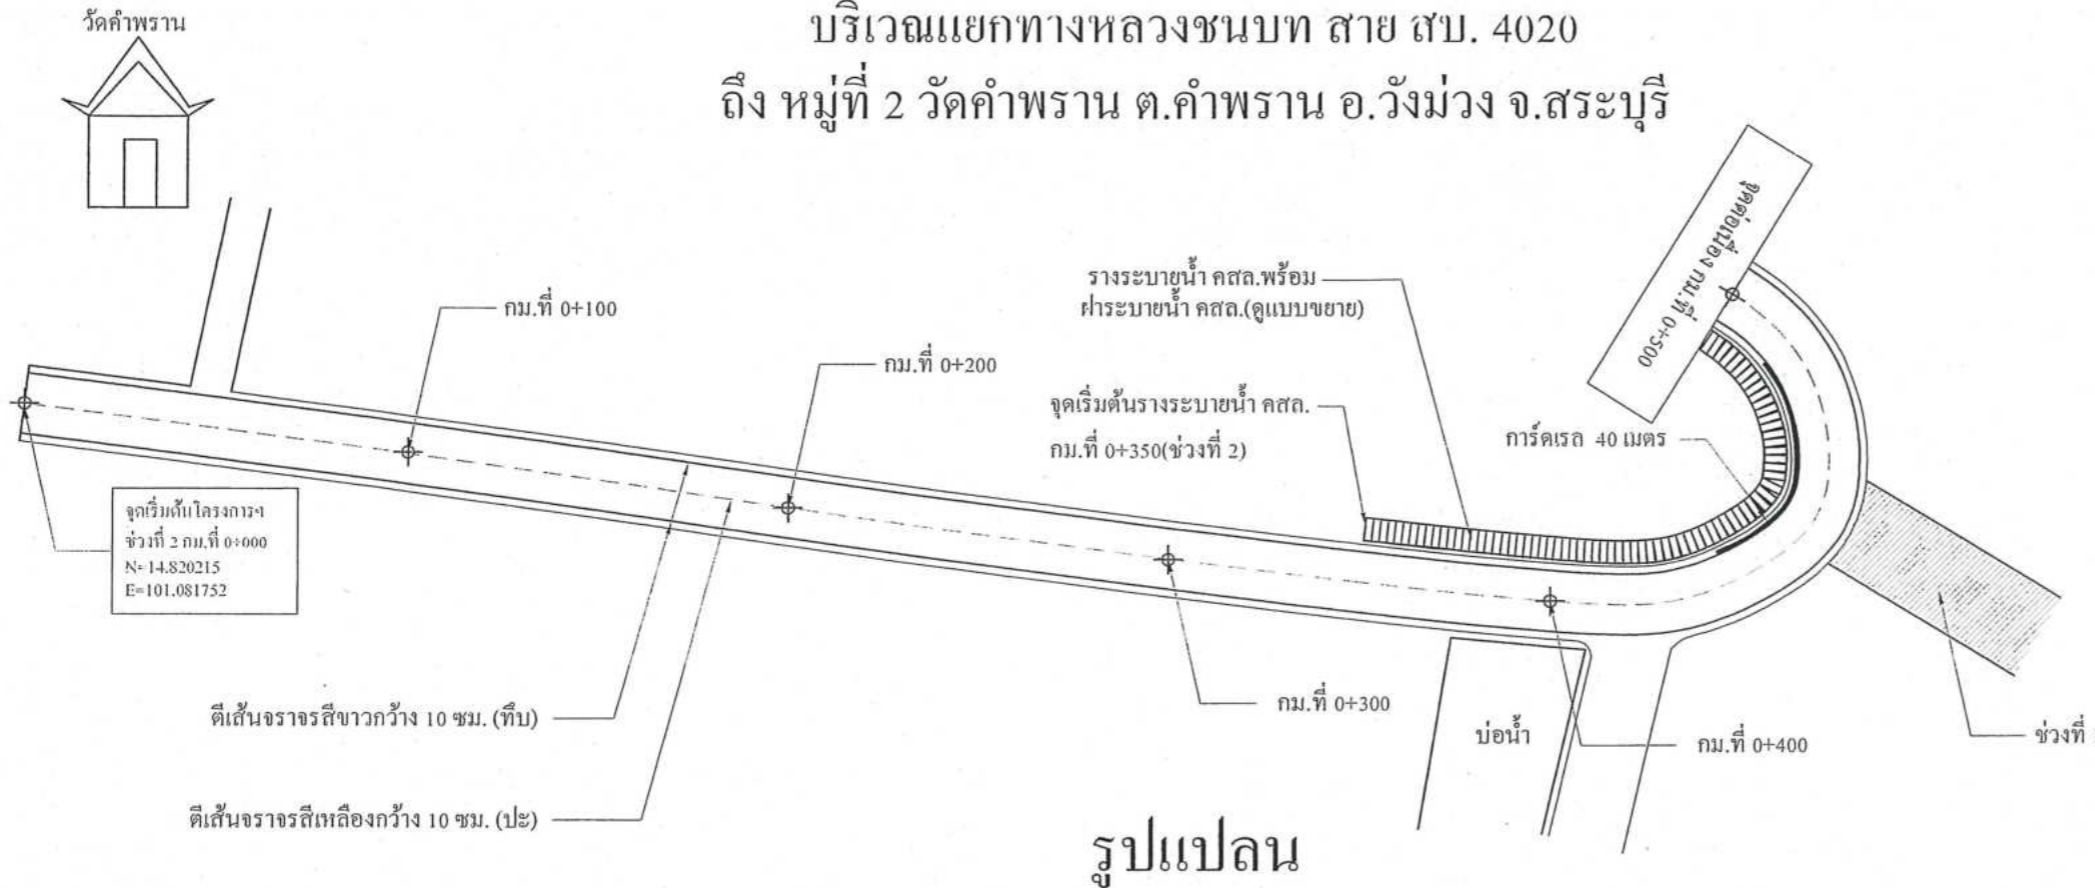 วัดคำพราน
บริเวณแยกทางหลวงชนบท สาย สบ. 4020
ถึง หมู่ที่ 2 วัดคำพราน ต.คำพราน อ.วังม่วง จ.สระบุรี
จุดต่อเนื่อง กม.ที่ 0+500
กม.ที่ 0+100
รางระบายน้ำ คสล.พร้อม
ฝาระบายน้ำ คสล.(ดูแบบขยาย)
กม.ที่ 0+200
จุดเริ่มต้นรางระบายน้ำ คสล.
กม.ที่ 0+350(ช่วงที่ 2)
การ์ดเรล 40 เมตร
จุดเริ่มต้นโครงการฯ
ช่วงที่ 2 กม.ที่ 0+000
N=14.820215
E=101.081752
กม.ที่ 0+300
ตีเส้นจราจรสีขาวกว้าง 10 ซม. (ทึบ)
บ่อน้ำ
กม.ที่ 0+400
ช่วงที่
ตีเส้นจราจรสีเหลืองกว้าง 10 ซม. (ปะ)
รูปแปลน